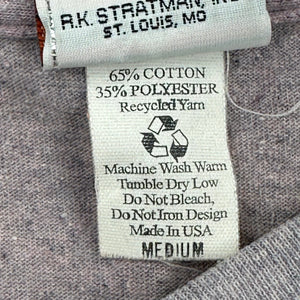 R.K. STRATMAN,
ST. LOUIS, MO
65% COTTON
35% POLYESTER
Recycled Yarn
Machine Wash Warm
Tumble Dry Low
Do Not Bleach,
Do Not Iron Design
Made In USA
MEDIUM